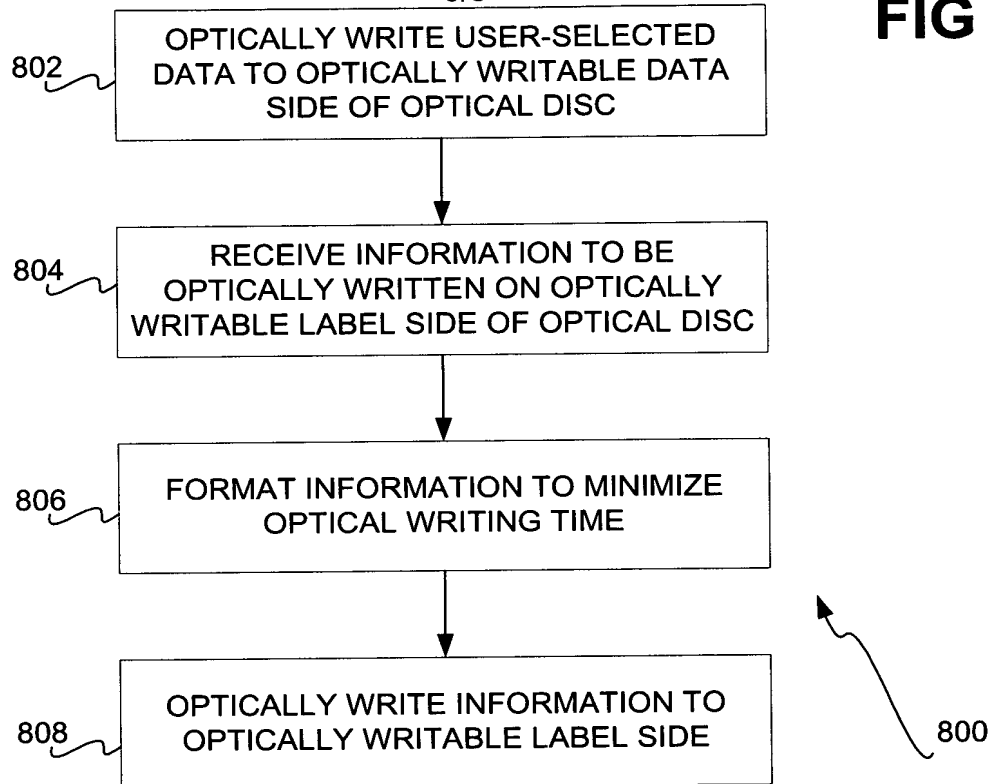 FIG
802
OPTICALLY WRITE USER-SELECTED
DATA TO OPTICALLY WRITABLE DATA
SIDE OF OPTICAL DISC
804
RECEIVE INFORMATION TO BE
OPTICALLY WRITTEN ON OPTICALLY
WRITABLE LABEL SIDE OF OPTICAL DISC
806
FORMAT INFORMATION TO MINIMIZE
OPTICAL WRITING TIME
808
OPTICALLY WRITE INFORMATION TO
OPTICALLY WRITABLE LABEL SIDE
800